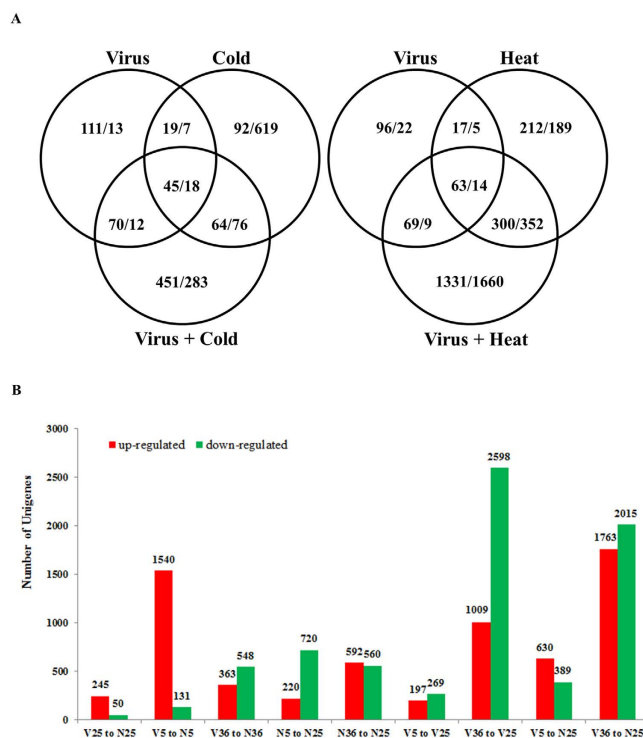 A
Virus Cold Virus Heat
111/13 19/7 92/619 96/22 17/5 212/189
45/18 63/14
70/12 64/76 69/9 300/352
451/283 1331/1660
Virus + Cold Virus + Heat
B
Number of Unigenes
3000
2500
2000
1500
1000
500
0
up-regulated down-regulated
245 50 1540 131 363 548 220 720 592 560 197 269 1009 2598 630 389 1763 2015
V25 to N25 V5 to N5 V36 to N36 N5 to N25 N36 to N25 V5 to V25 V36 to V25 V5 to N25 V36 to N25